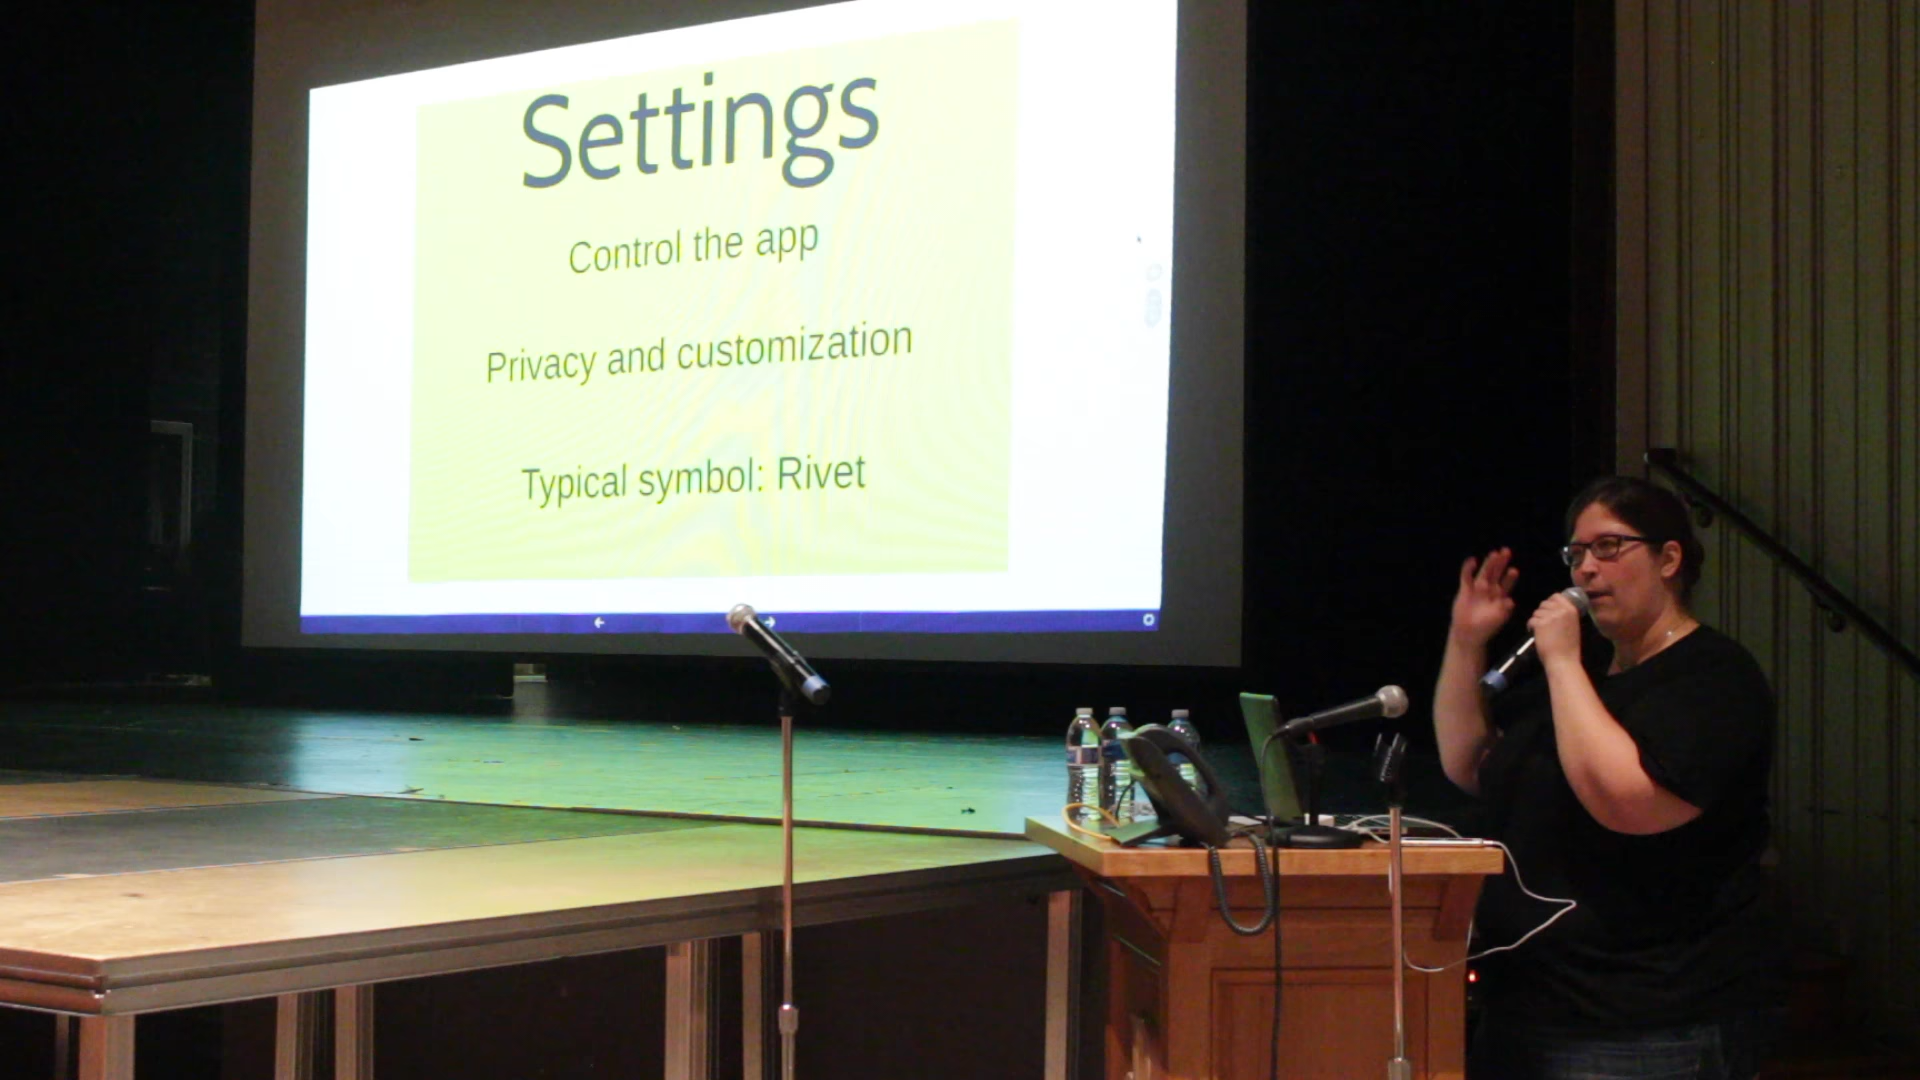 Settings
Control the app
Privacy and customization
Typical symbol: Rivet